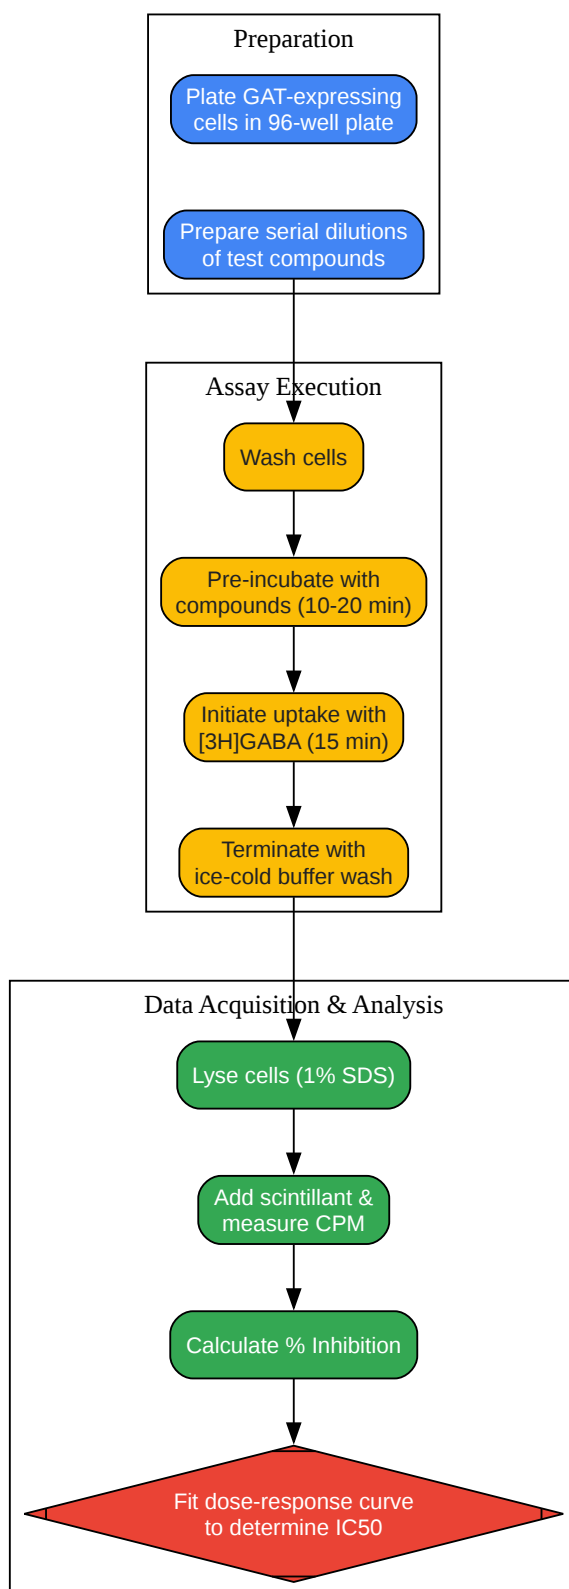 Preparation
Plate GAT-expressing
cells in 96-well plate
Prepare serial dilutions
of test compounds
Assay Execution
Wash cells
Pre-incubate with
compounds (10-20 min)
Initiate uptake with
[3H]GABA (15 min)
Terminate with
ice-cold buffer wash
Data Acquisition & Analysis
Lyse cells (1% SDS)
Add scintillant &
measure CPM
Calculate % Inhibition
Fit dose-response curve
to determine IC50